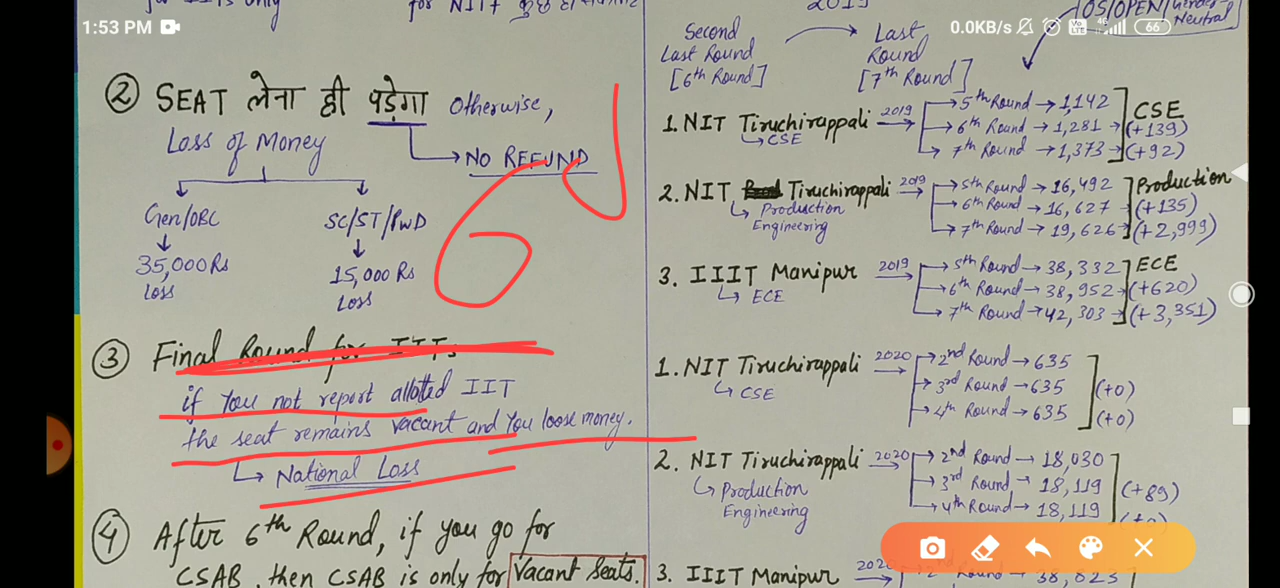 1:53 PM
0.0KB/s
4G
66
for NIIT
② SEAT लेना ही पड़ेगा Otherwise,
Loss of Money
→ NO REFUND
Gen/OBC
SC/ST/PwD
35,000 Rs
Loss
15,000 Rs
Loss
③ Final Round for IITs
if You not report alloted IIT
the seat remains vacant and You loose money.
National Loss
④ After 6th Round, if you go for
CSAB, then CSAB is only for Vacant Seats.
2019
OS/OPEN/Gender
Neutral
Second
Last Round
[6th Round]
Last
Round
[7th Round]
1. NIT Tiruchirappali 2019
CSE
5th Round → 1,142
6th Round → 1,281 → (+139)
7th Round → 1,373 → (+92)
CSE
2. NIT Tiruchirappali 2019
Production
Engineering
5th Round → 16,492
6th Round → 16,627 (+135)
7th Round → 19,626 (+2,999)
Production
3. IIIT Manipur 2019
ECE
5th Round → 38,332
6th Round → 38,952 → (+620)
7th Round → 42,303 → (+3,351)
ECE
1. NIT Tiruchirappali 2020
CSE
2nd Round → 635
3rd Round → 635 (+0)
4th Round → 635 (+0)
2. NIT Tiruchirappali 2020
Production
Engineering
2nd Round → 18,030
3rd Round → 18,119 (+89)
4th Round → 18,119
3. IIIT Manipur